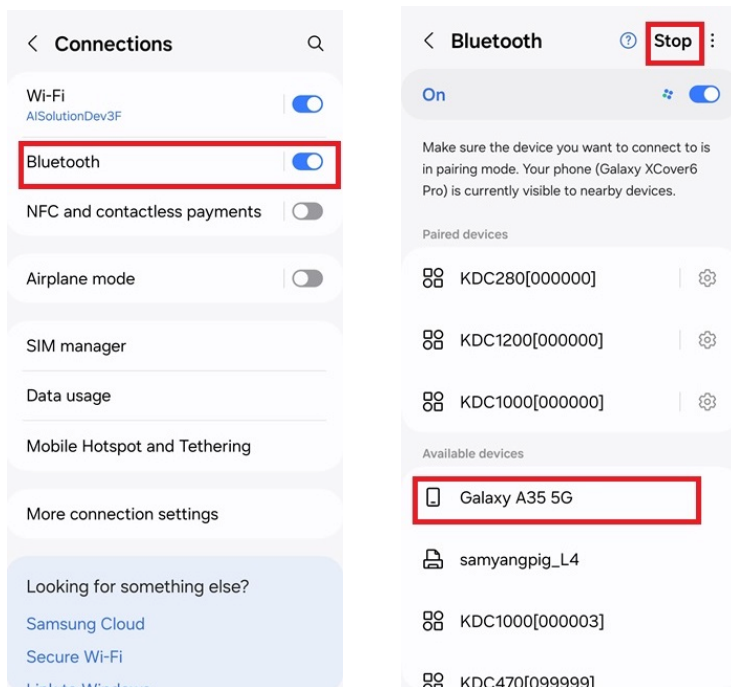 Connections
Wi-Fi
AISolutionDev3F
Bluetooth
NFC and contactless payments
Airplane mode
SIM manager
Data usage
Mobile Hotspot and Tethering
More connection settings
Looking for something else?
Samsung Cloud
Secure Wi-Fi
Link to Windows
Bluetooth
Stop
On
Make sure the device you want to connect to is
in pairing mode. Your phone (Galaxy XCover6
Pro) is currently visible to nearby devices.
Paired devices
KDC280[000000]
KDC1200[000000]
KDC1000[000000]
Available devices
Galaxy A35 5G
samyangpig_L4
KDC1000[000003]
KDC470[099999]